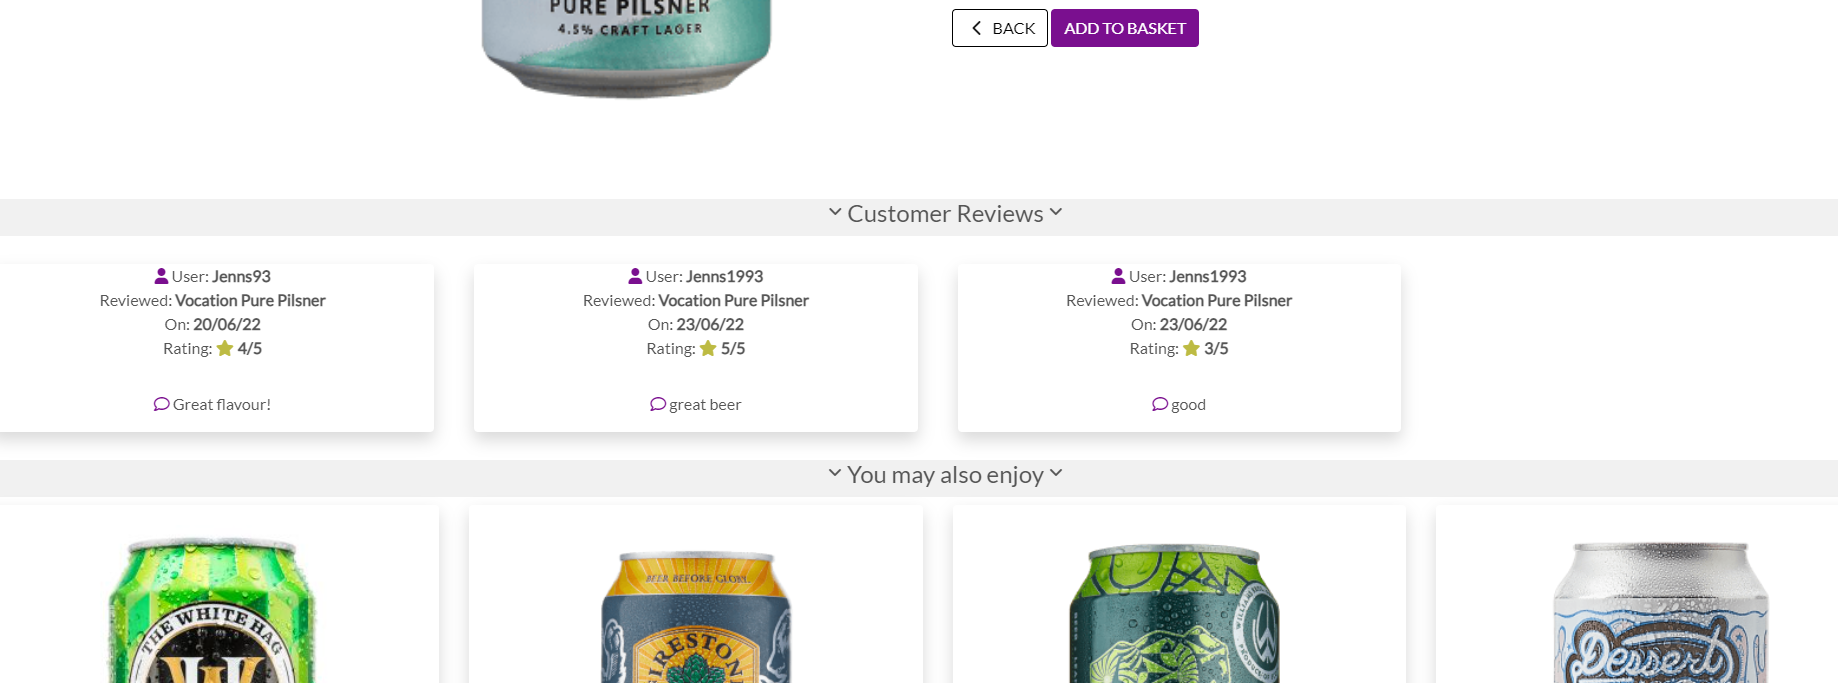 PURE PILSNER
4.5% CRAFT LAGER
BACK
ADD TO BASKET
Customer Reviews
User: Jenns93
Reviewed: Vocation Pure Pilsner
On: 20/06/22
Rating: 4/5
Great flavour!
User: Jenns1993
Reviewed: Vocation Pure Pilsner
On: 23/06/22
Rating: 5/5
great beer
User: Jenns1993
Reviewed: Vocation Pure Pilsner
On: 23/06/22
Rating: 3/5
good
You may also enjoy
THE WHITE HAG
BEER BEFORE GLORY
FIRESTONE
Dessert